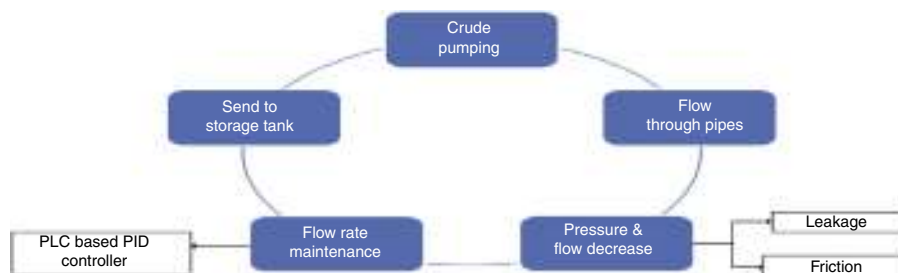 Crude
pumping
Send to
storage tank
Flow
through pipes
Flow rate
maintenance
Pressure &
flow decrease
PLC based PID
controller
Leakage
Friction